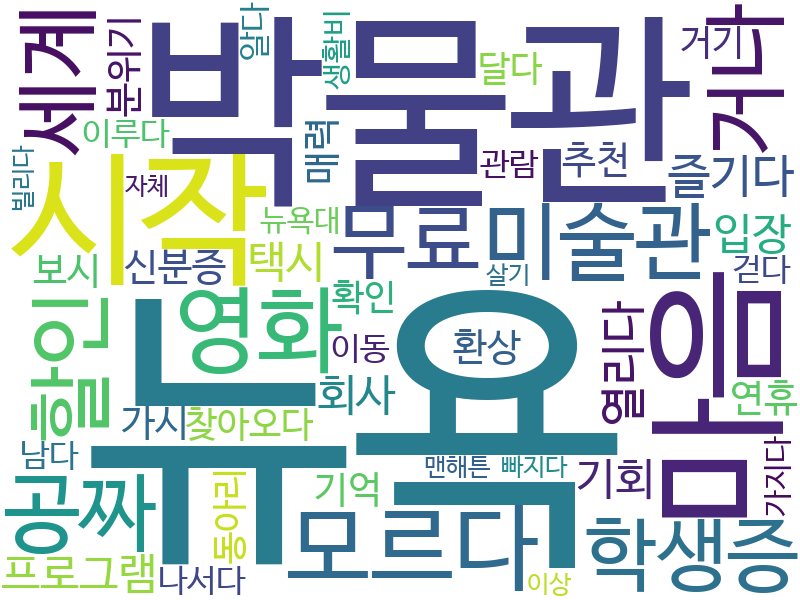 박물관
세계
분위기
알다
생활비
달다
거기
거나
이루다
매력
관람
추천
즐기다
빌리다
자체
시작
뉴욕대
무료
미술관
입장
보시
신분증
택시
살기
걷다
할인
영화
확인
이동
환상
열리다
마음
뉴욕
회사
연휴
가시
찾아오다
남다
맨해튼
빠지다
기회
가지다
공짜
동아리
기억
모르다
학생증
프로그램
나서다
이상